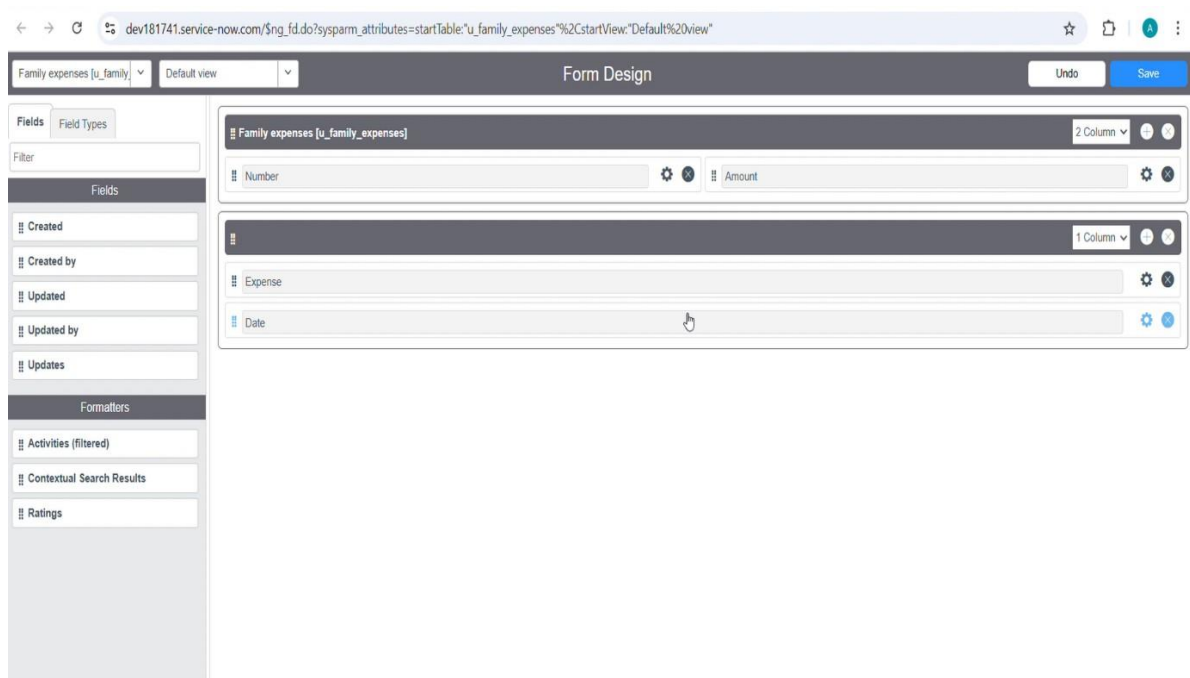 dev181741.service-now.com/$ng_fd.do?sysparm_attributes=startTable:"u_family_expenses"%2CstartView:"Default%20view"
A
Family expenses [u_family_
Default view
Form Design
Undo
Save
Fields
Field Types
Filter
Fields
Created
Created by
Updated
Updated by
Updates
Formatters
Activities (filtered)
Contextual Search Results
Ratings
Family expenses [u_family_expenses]
2 Column
Number
Amount
1 Column
Expense
Date